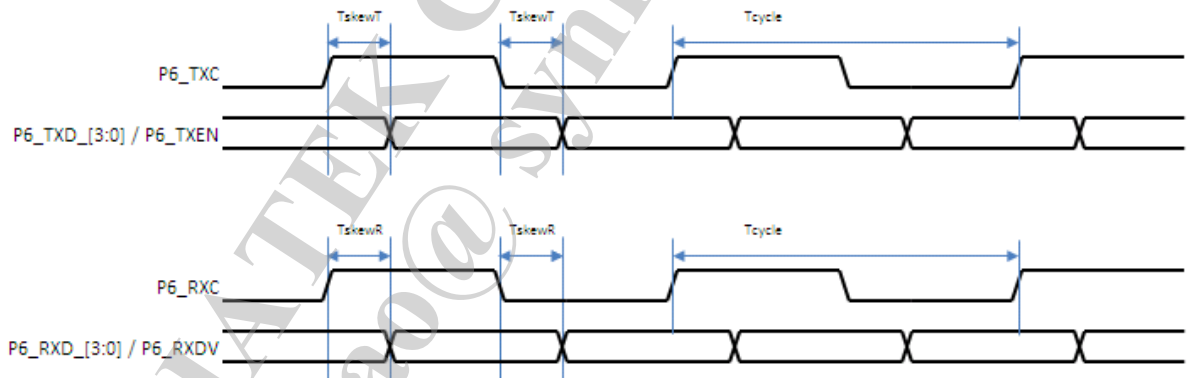 TskewT TskewT Tcycle
P6_TXC
P6_TXD_[3:0] / P6_TXEN
TskewR TskewR Tcycle
P6_RXC
P6_RXD_[3:0] / P6_RXDV